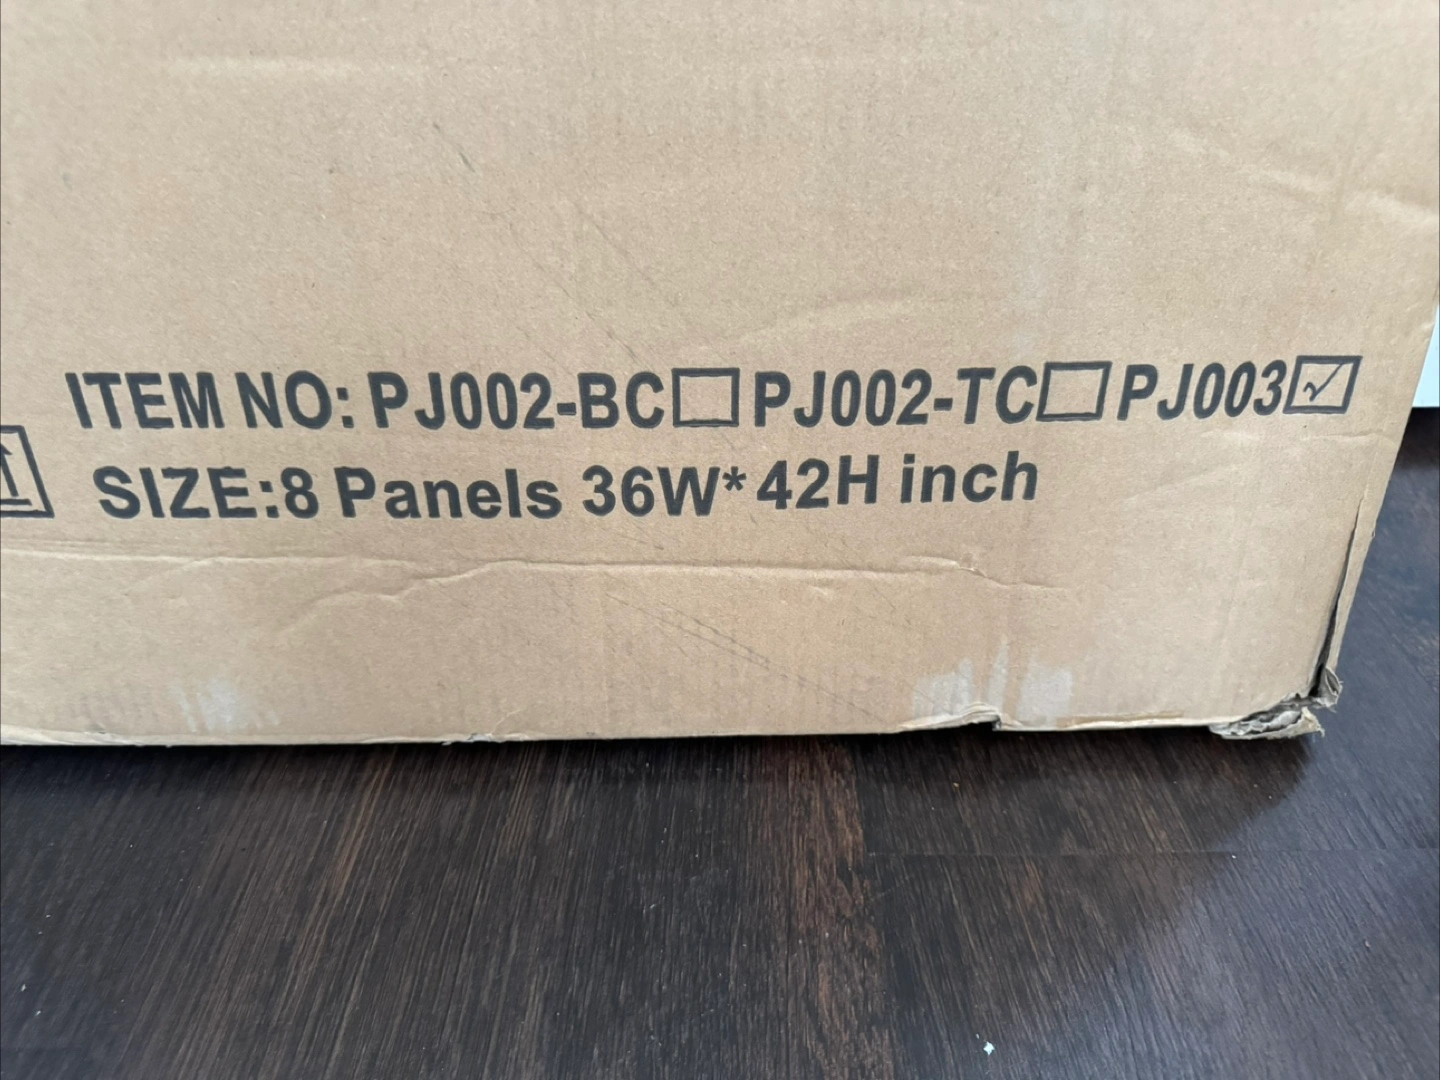 ITEM NO: PJ002-BC☐ PJ002-TC☐ PJ003☑
SIZE:8 Panels 36W* 42H inch